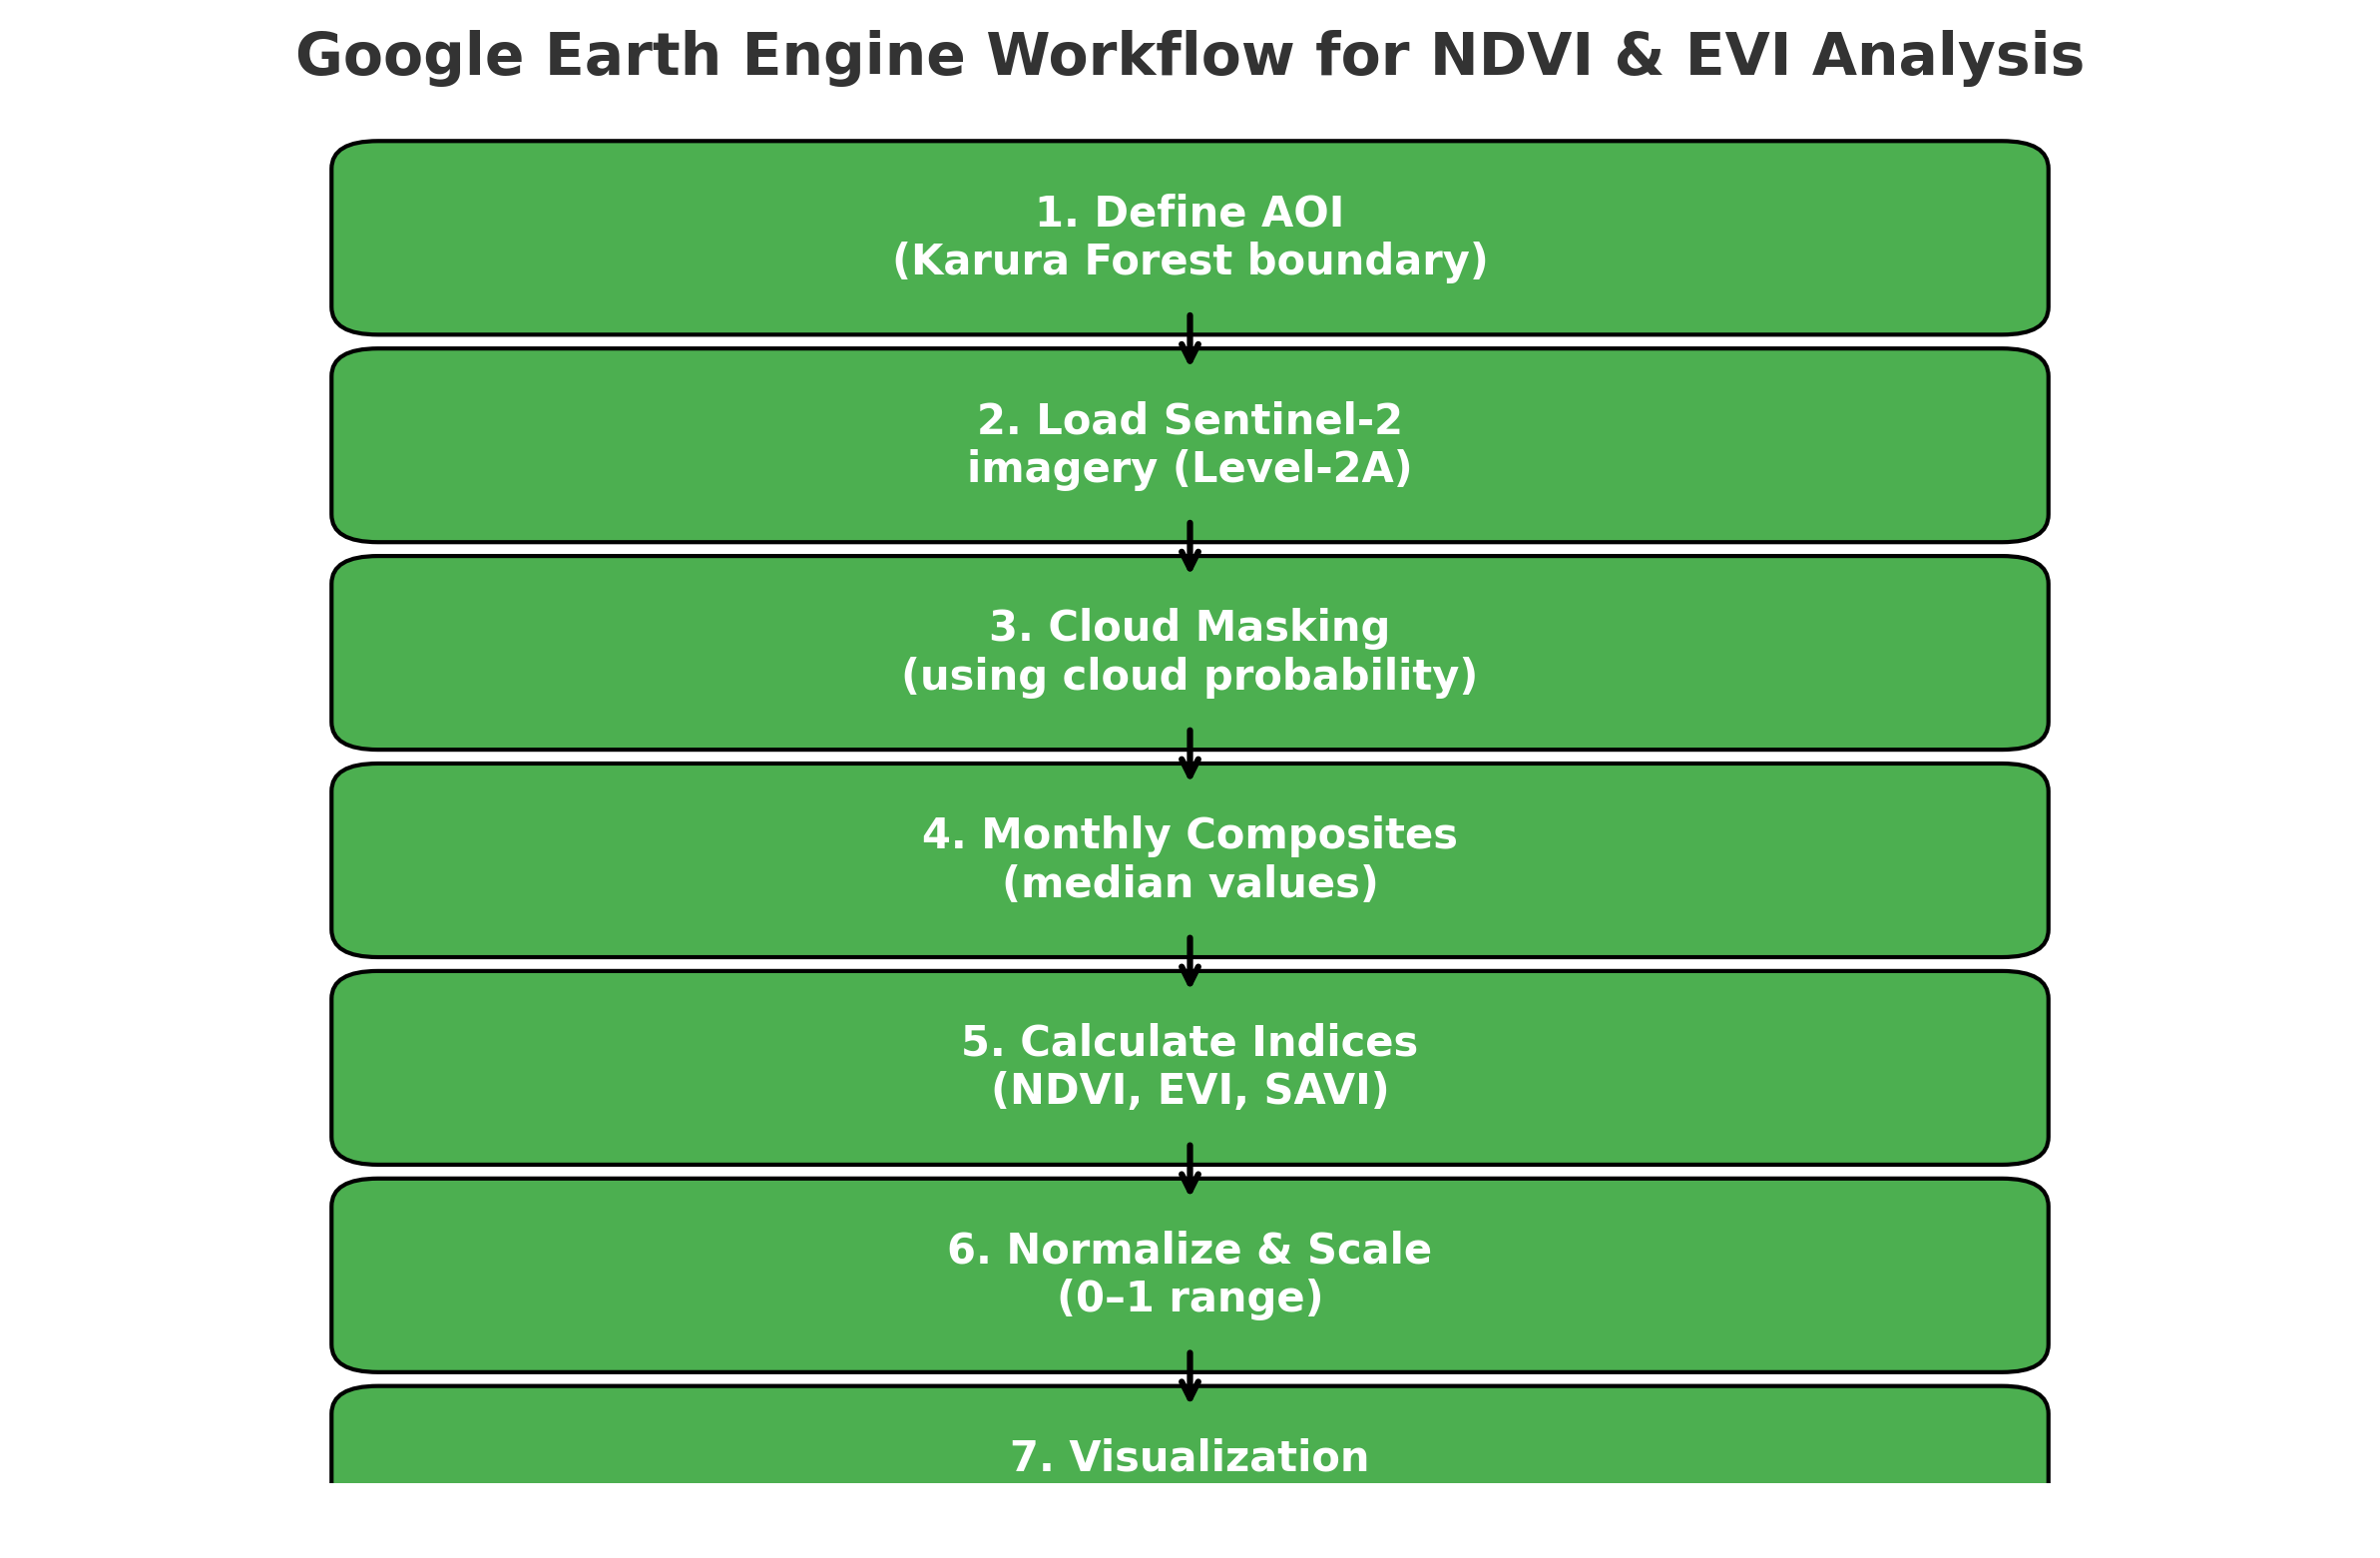 Google Earth Engine Workflow for NDVI & EVI Analysis
1. Define AOI
(Karura Forest boundary)
2. Load Sentinel-2
imagery (Level-2A)
3. Cloud Masking
(using cloud probability)
4. Monthly Composites
(median values)
5. Calculate Indices
(NDVI, EVI, SAVI)
6. Normalize & Scale
(0–1 range)
7. Visualization